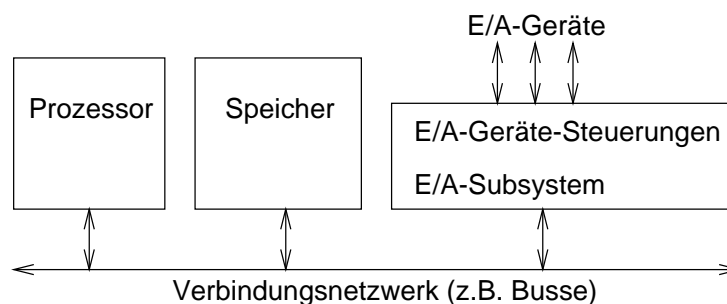 E/A-Geräte
Prozessor
Speicher
E/A-Geräte-Steuerungen
E/A-Subsystem
Verbindungsnetzwerk (z.B. Busse)